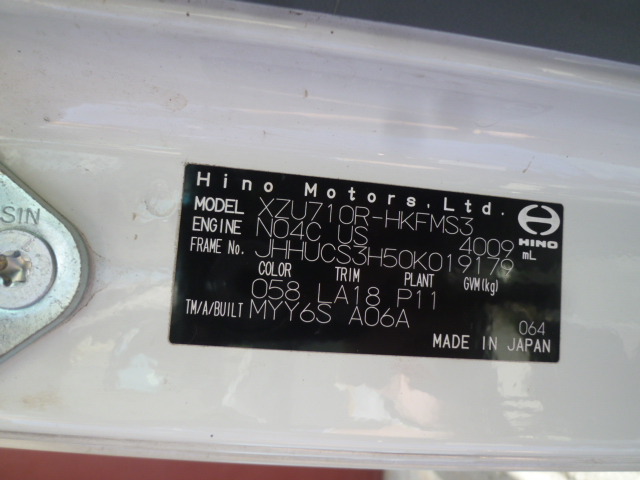 Hino Motors, Ltd.
MODEL XZU710R-HKFMS3
ENGINE N04C US 4009 mL
FRAME No. JHHUCS3H50K019179
COLOR TRIM PLANT GVM(kg)
058 LA18 P11
TM/A/BUILT MYY6S A06A
064
MADE IN JAPAN
HINO
SIN